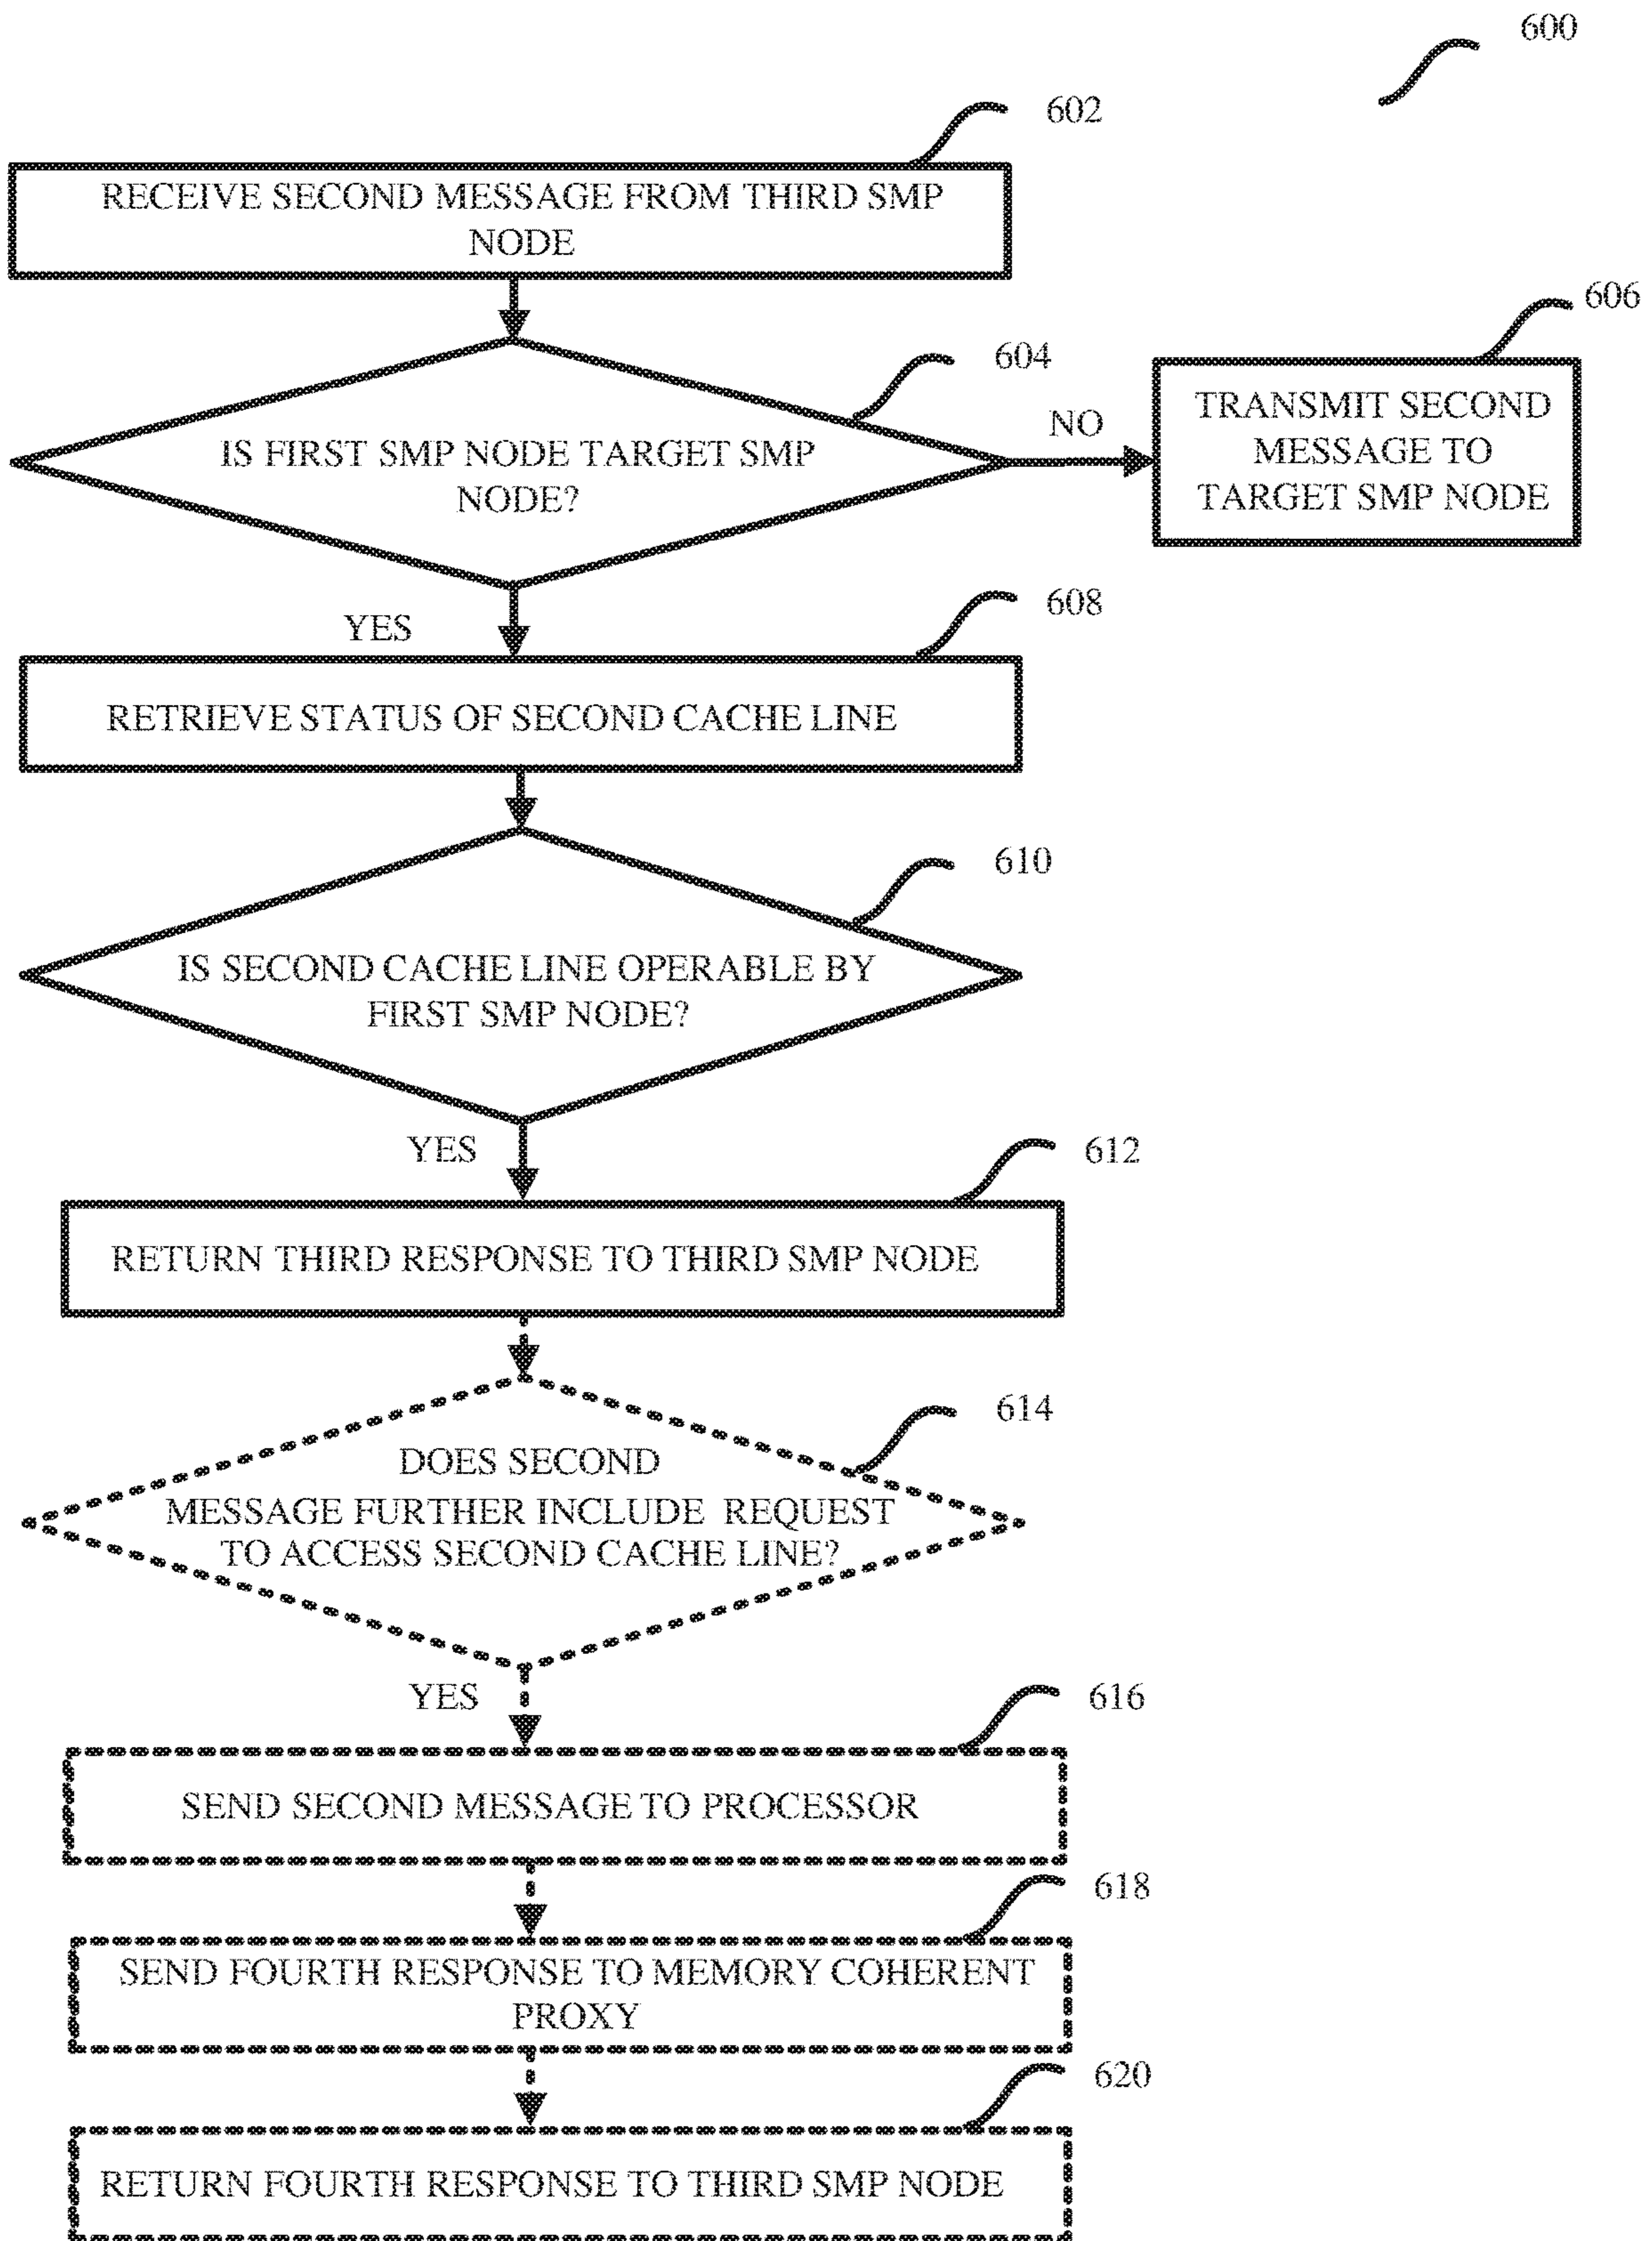 600
602
RECEIVE SECOND MESSAGE FROM THIRD SMP
NODE
606
604
NO
TRANSMIT SECOND
MESSAGE TO
TARGET SMP NODE
IS FIRST SMP NODE TARGET SMP
NODE?
YES
608
RETRIEVE STATUS OF SECOND CACHE LINE
610
IS SECOND CACHE LINE OPERABLE BY
FIRST SMP NODE?
YES
612
RETURN THIRD RESPONSE TO THIRD SMP NODE
614
DOES SECOND
MESSAGE FURTHER INCLUDE REQUEST
TO ACCESS SECOND CACHE LINE?
YES
616
SEND SECOND MESSAGE TO PROCESSOR
618
SEND FOURTH RESPONSE TO MEMORY COHERENT
PROXY
620
RETURN FOURTH RESPONSE TO THIRD SMP NODE